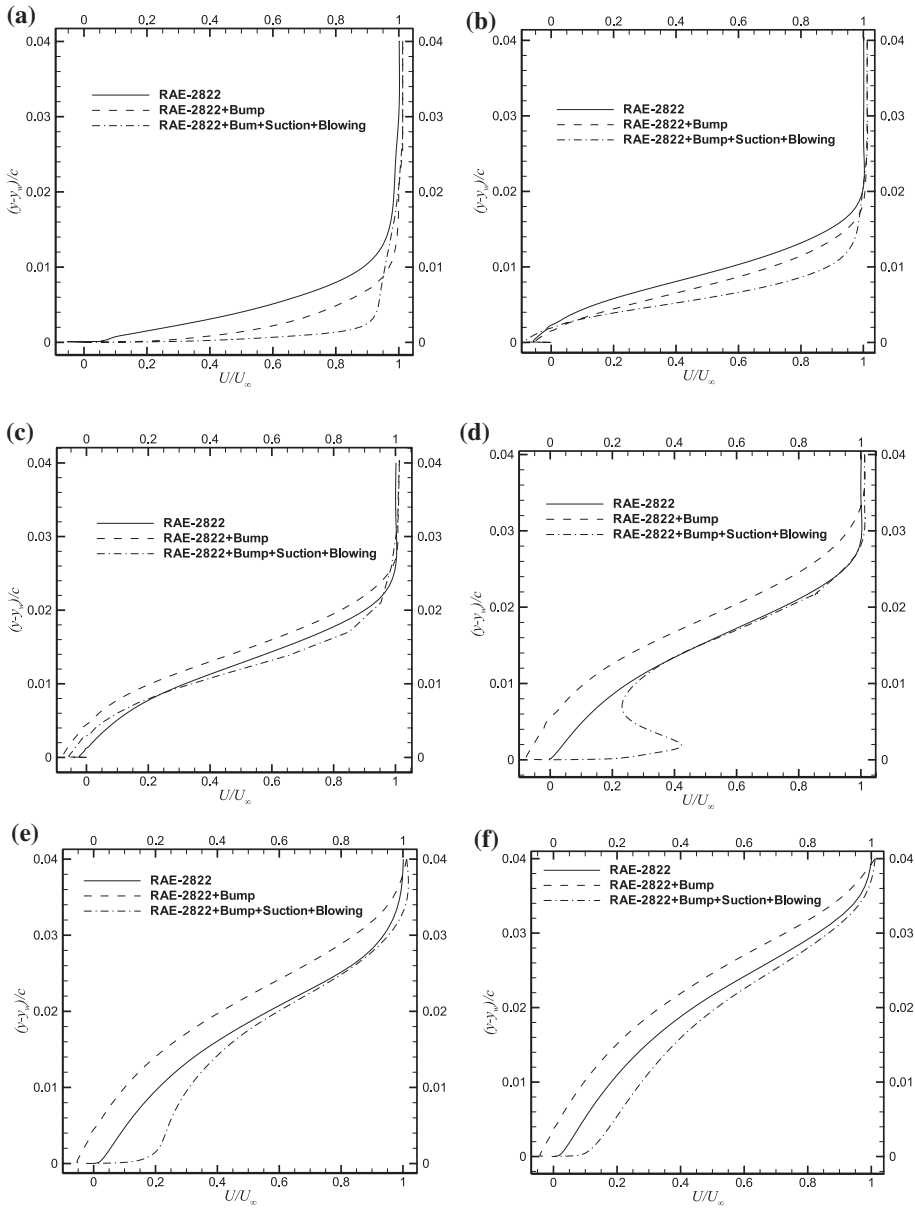 (a)
0 0.2 0.4 0.6 0.8 1
0.04 0.04
RAE-2822
RAE-2822+Bump
RAE-2822+Bum+Suction+Blowing
0.03 0.03
(y-y_w)/c
0.02 0.02
0.01 0.01
0 0
0 0.2 0.4 0.6 0.8 1
U/U_∞
(b)
0 0.2 0.4 0.6 0.8 1
0.04 0.04
RAE-2822
RAE-2822+Bump
RAE-2822+Bump+Suction+Blowing
0.03 0.03
(y-y_w)/c
0.02 0.02
0.01 0.01
0 0
0 0.2 0.4 0.6 0.8 1
U/U_∞
(c)
0 0.2 0.4 0.6 0.8 1
0.04 0.04
RAE-2822
RAE-2822+Bump
RAE-2822+Bump+Suction+Blowing
0.03 0.03
(y-y_w)/c
0.02 0.02
0.01 0.01
0 0
0 0.2 0.4 0.6 0.8 1
U/U_∞
(d)
0 0.2 0.4 0.6 0.8 1
0.04 0.04
RAE-2822
RAE-2822+Bump
RAE-2822+Bump+Suction+Blowing
0.03 0.03
(y-y_w)/c
0.02 0.02
0.01 0.01
0 0
0 0.2 0.4 0.6 0.8 1
U/U_∞
(e)
0 0.2 0.4 0.6 0.8 1
0.04 0.04
RAE-2822
RAE-2822+Bump
RAE-2822+Bump+Suction+Blowing
0.03 0.03
(y-y_w)/c
0.02 0.02
0.01 0.01
0 0
0 0.2 0.4 0.6 0.8 1
U/U_∞
(f)
0 0.2 0.4 0.6 0.8 1
0.04 0.04
RAE-2822
RAE-2822+Bump
RAE-2822+Bump+Suction+Blowing
0.03 0.03
(y-y_w)/c
0.02 0.02
0.01 0.01
0 0
0 0.2 0.4 0.6 0.8 1
U/U_∞